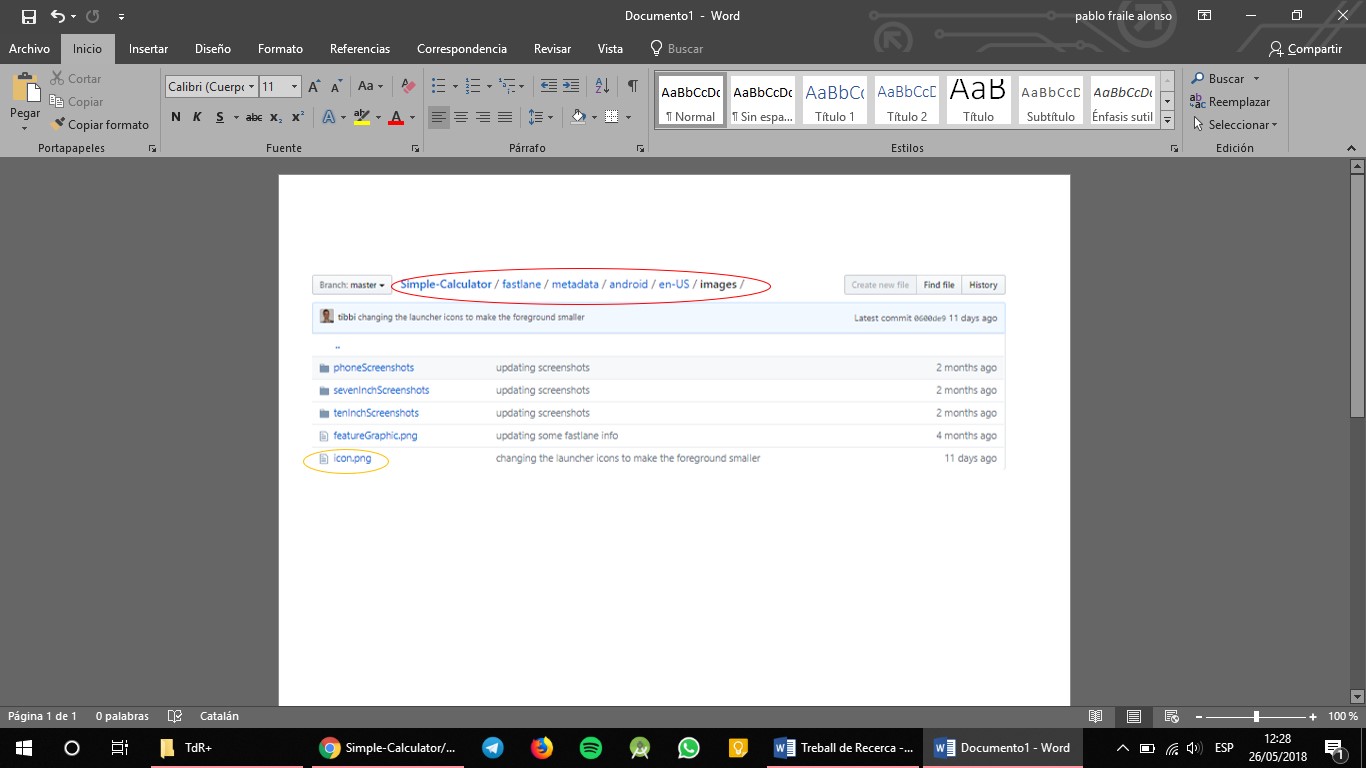 Documento1 - Word
pablo fraile alonso
Archivo Inicio Insertar Diseño Formato Referencias Correspondencia Revisar Vista Buscar Compartir
Pegar
Cortar
Copiar
Copiar formato
Portapapeles
Calibri (Cuerpo 11 Aa
N K S abc x₂ x² A ab A
Fuente
Párrafo
AaBbCcDc AaBbCcDc AaBbCc AaBbCcD AaB AaBbCcD AaBbCcDc
¶ Normal ¶ Sin espa... Título 1 Título 2 Título Subtítulo Énfasis sutil
Estilos
Buscar
Reemplazar
Seleccionar
Edición
Branch: master Simple-Calculator / fastlane / metadata / android / en-US / images / Create new file Find file History
tibbi changing the launcher icons to make the foreground smaller Latest commit 0600de9 11 days ago
..
phoneScreenshots updating screenshots 2 months ago
sevenInchScreenshots updating screenshots 2 months ago
tenInchScreenshots updating screenshots 2 months ago
featureGraphic.png updating some fastlane info 4 months ago
icon.png changing the launcher icons to make the foreground smaller 11 days ago
Página 1 de 1 0 palabras Catalán 100 %
TdR+ Simple-Calculator/... Treball de Recerca -... Documento1 - Word ESP 12:28
26/05/2018 1